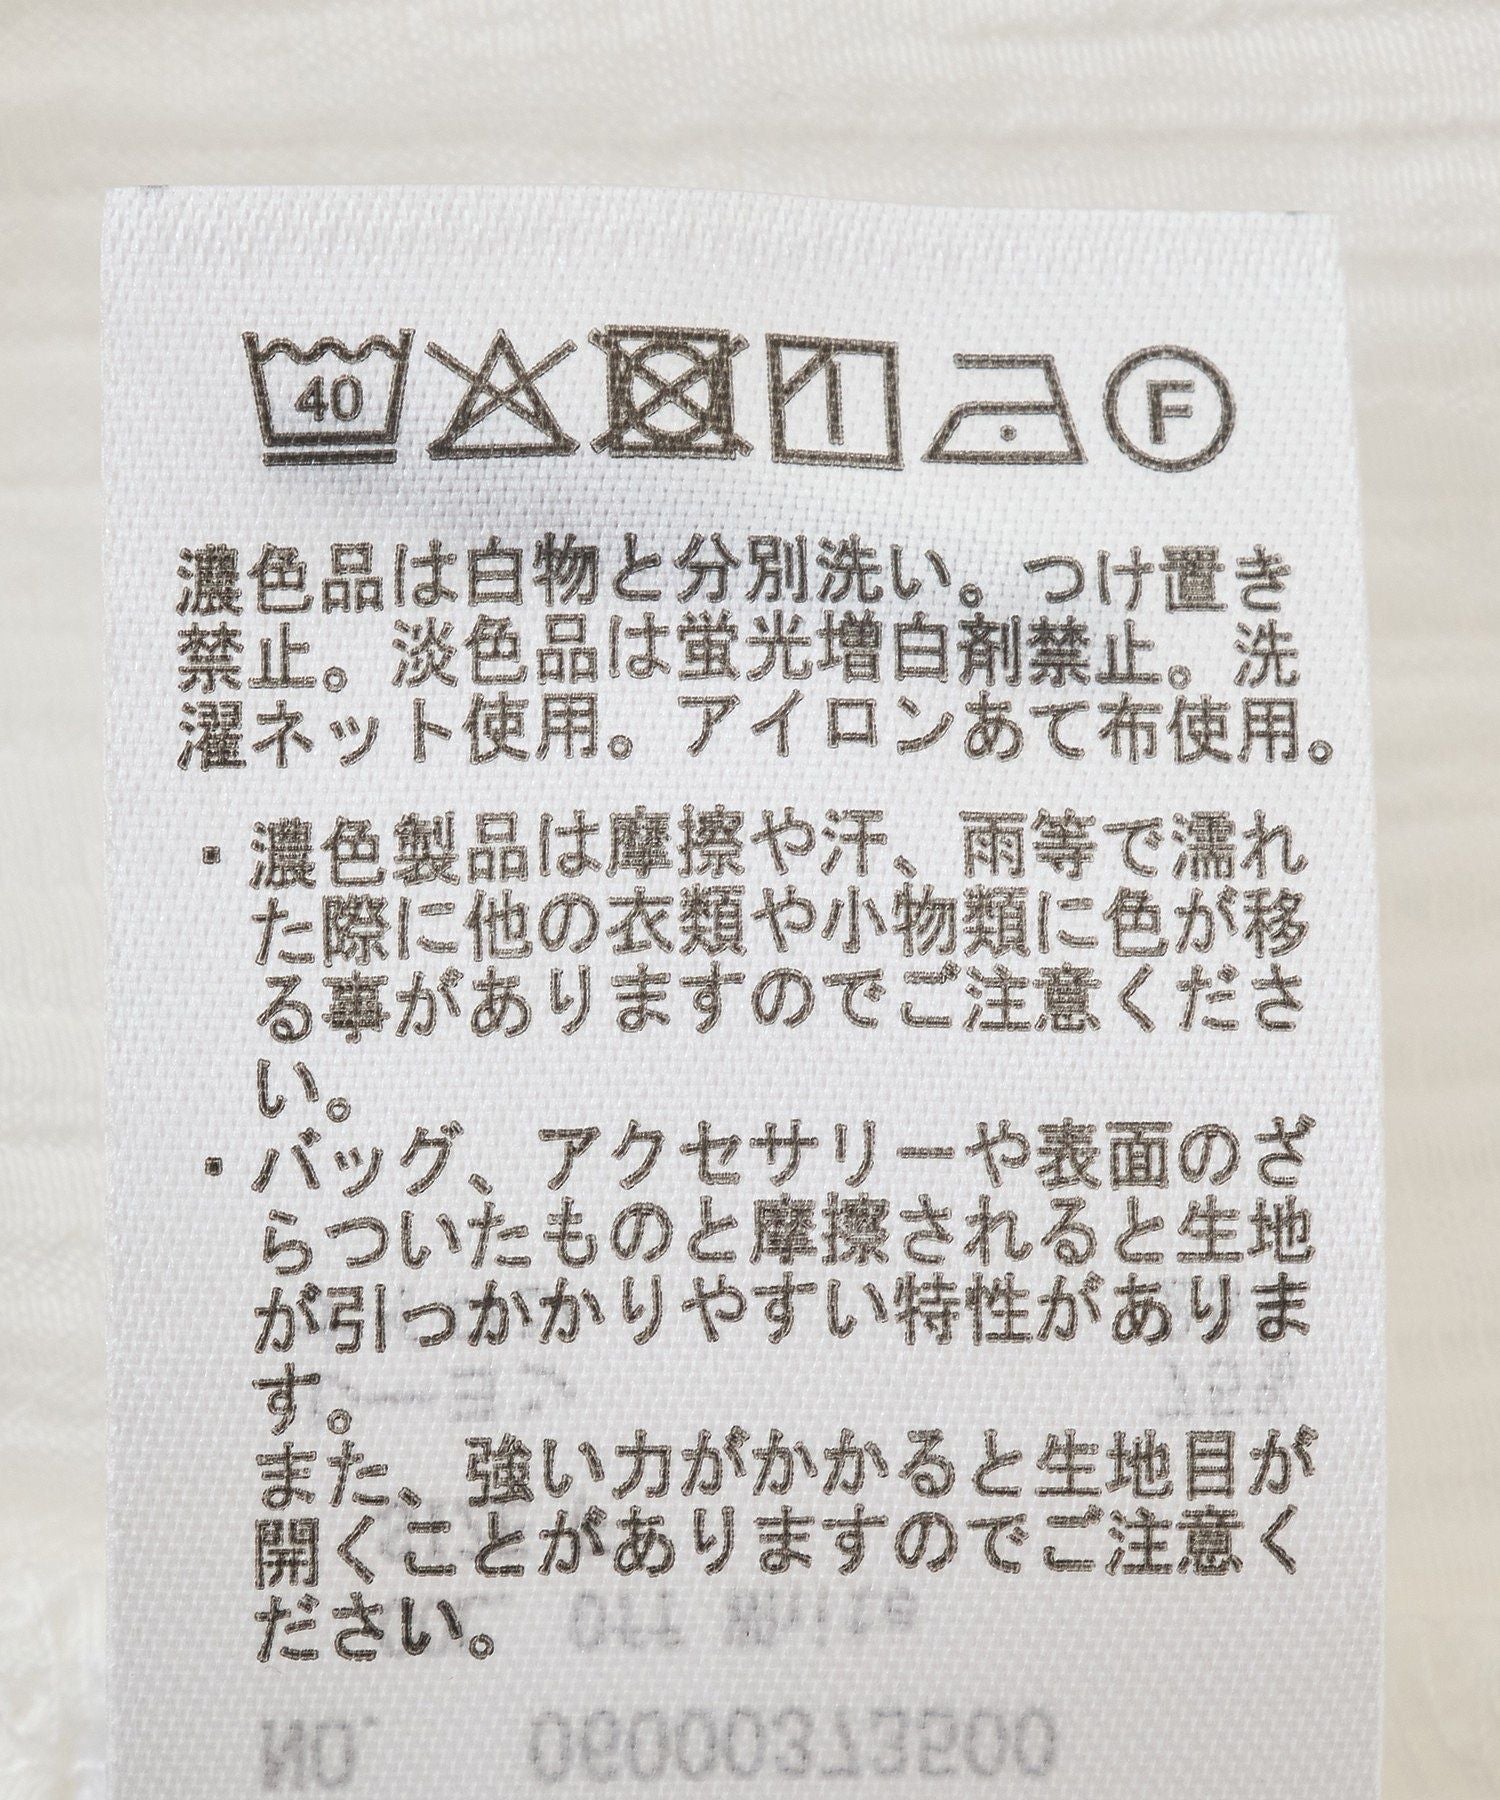 40 F
濃色品は白物と分別洗い。つけ置き
禁止。淡色品は蛍光増白剤禁止。洗
濯ネット使用。アイロンあて布使用。
・濃色製品は摩擦や汗、雨等で濡れ
た際に他の衣類や小物類に色が移
る事がありますのでご注意くださ
い。
・バッグ、アクセサリーや表面のざ
らついたものと摩擦されると生地
が引っかかりやすい特性がありま
す。
また、強い力がかかると生地目が
開くことがありますのでご注意く
ださい。
Off White
NO. 06000373500